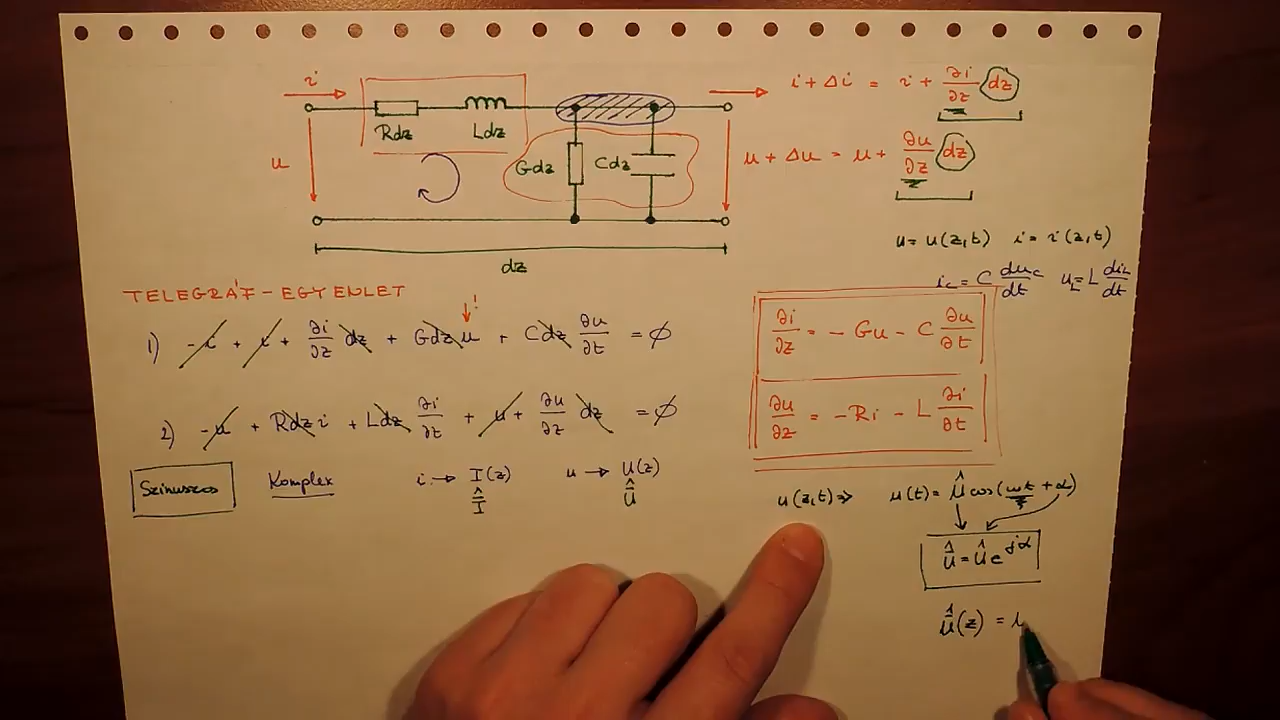 i
i + Δi = i + ∂i/∂z dz
Rdz Ldz
u
Gdz Cdz
u + Δu = u + ∂u/∂z dz
u = u(z,t) i = i(z,t)
dz
i_C = C du_C/dt u_L = L di_L/dt
TELEGRÁF-EGYENLET
1) -i + i + ∂i/∂z dz + Gdz u + Cdz ∂u/∂t = ϕ
!
∂i/∂z = - Gu - C ∂u/∂t
2) -u + Rdz i + Ldz ∂i/∂t + u + ∂u/∂z dz = ϕ
∂u/∂z = - Ri - L ∂i/∂t
Szinuszos Komplex i → I(z) u → U(z)
Î Û
u(z,t) ⇒ u(t) = Û cos(ωt + α)
Û = Û e^jα
Û(z) =